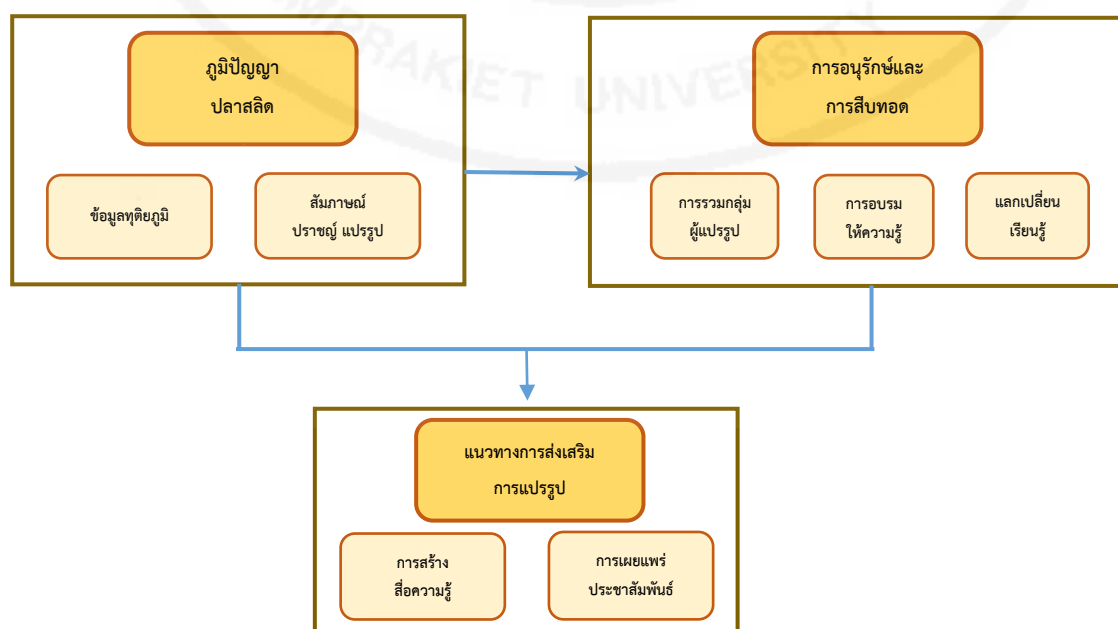 MPRAKIET UNIVERSITY
ภูมิปัญญา
ปลาสลิด
ข้อมูลทุติยภูมิ
สัมภาษณ์
ปราชญ์ แปรรูป
การอนุรักษ์และ
การสืบทอด
การรวมกลุ่ม
ผู้แปรรูป
การอบรม
ให้ความรู้
แลกเปลี่ยน
เรียนรู้
แนวทางการส่งเสริม
การแปรรูป
การสร้าง
สื่อความรู้
การเผยแพร่
ประชาสัมพันธ์